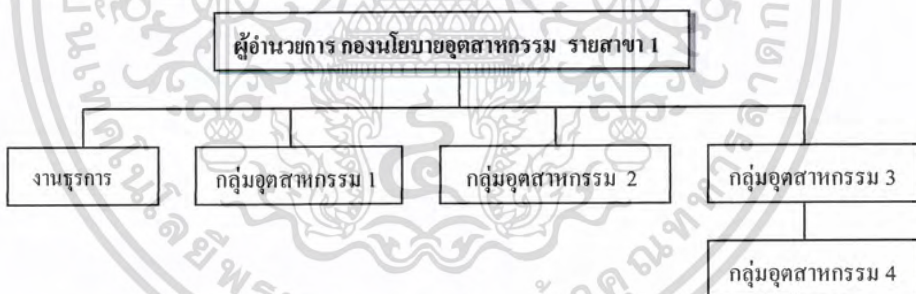 ผู้อำนวยการ กองนโยบายอุตสาหกรรม รายสาขา 1
งานธุรการ
กลุ่มอุตสาหกรรม 1
กลุ่มอุตสาหกรรม 2
กลุ่มอุตสาหกรรม 3
กลุ่มอุตสาหกรรม 4